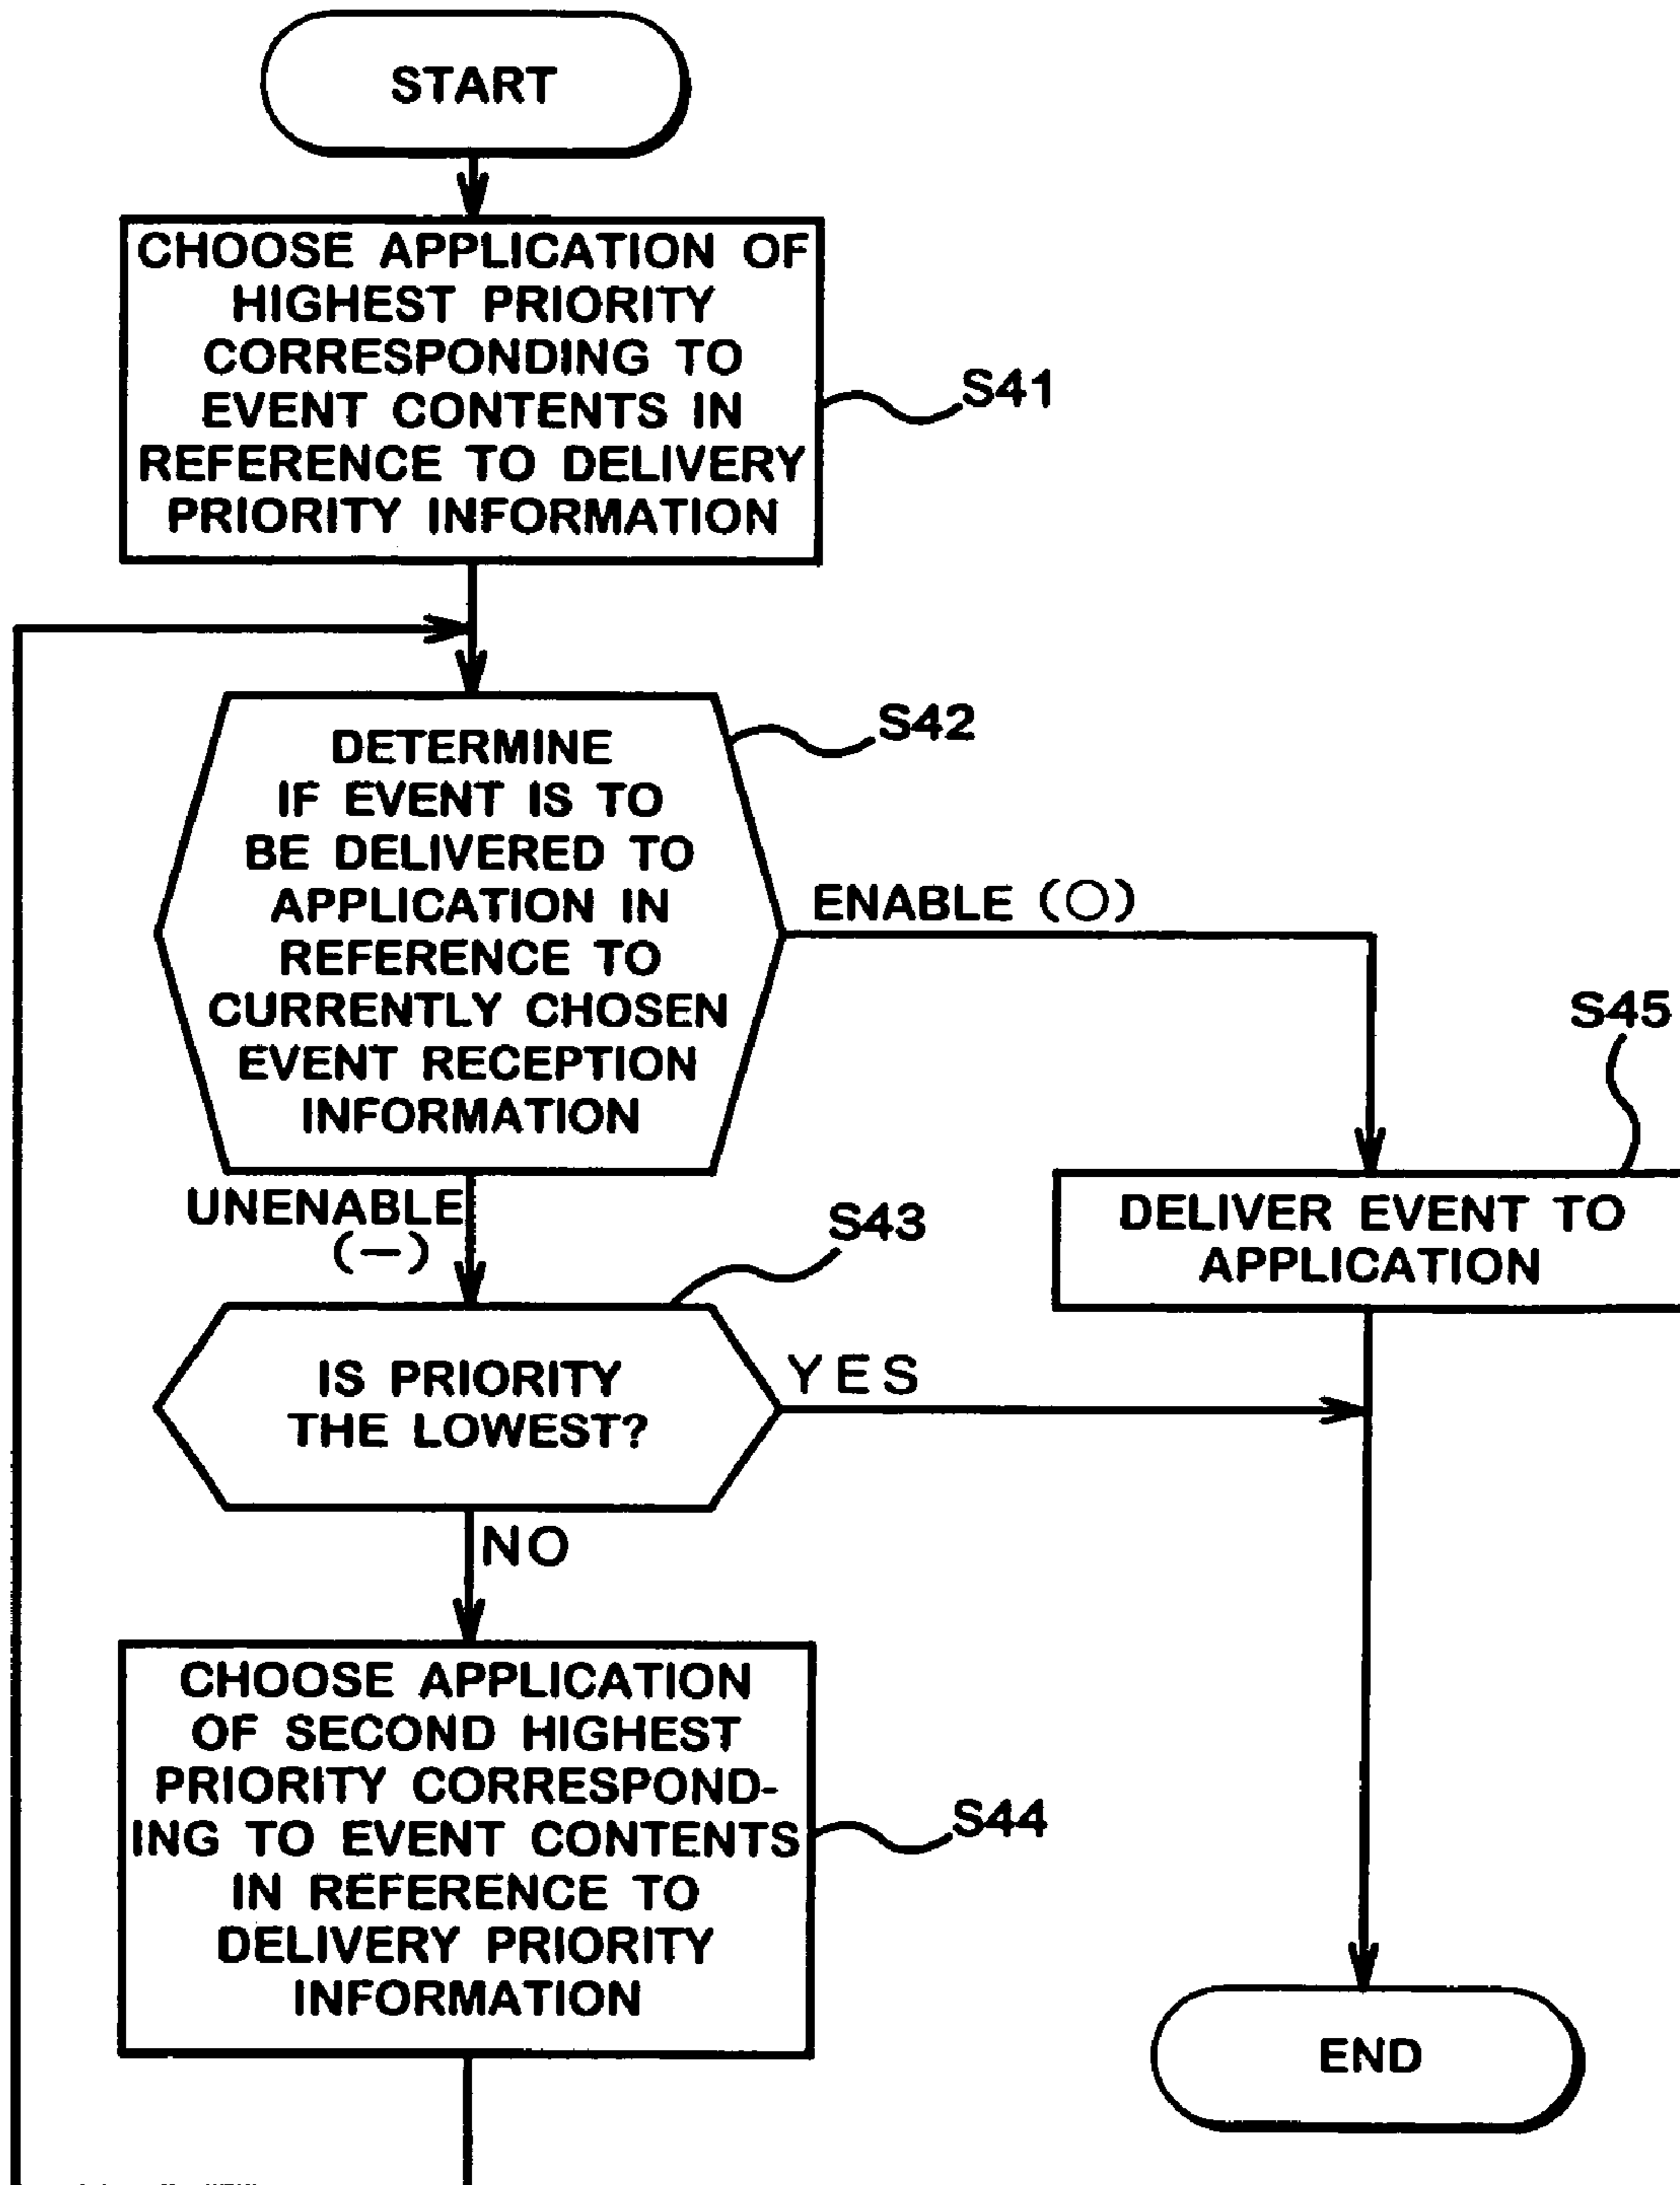 START
CHOOSE APPLICATION OF
HIGHEST PRIORITY
CORRESPONDING TO
EVENT CONTENTS IN
REFERENCE TO DELIVERY
PRIORITY INFORMATION
S41
DETERMINE
IF EVENT IS TO
BE DELIVERED TO
APPLICATION IN
REFERENCE TO
CURRENTLY CHOSEN
EVENT RECEPTION
INFORMATION
S42
ENABLE (○)
UNENABLE
(—)
S45
DELIVER EVENT TO
APPLICATION
S43
IS PRIORITY
THE LOWEST?
YES
NO
CHOOSE APPLICATION
OF SECOND HIGHEST
PRIORITY CORRESPOND-
ING TO EVENT CONTENTS
IN REFERENCE TO
DELIVERY PRIORITY
INFORMATION
S44
END